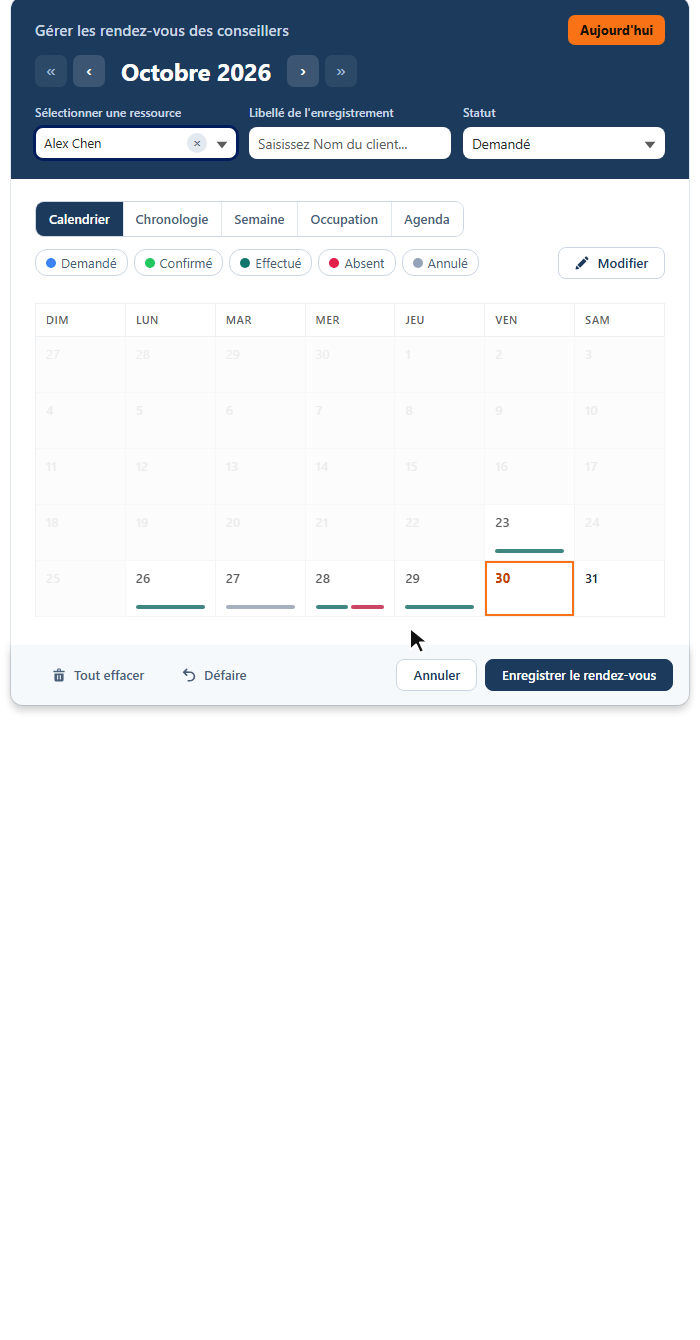 Gérer les rendez-vous des conseillers
Aujourd'hui
« ‹ Octobre 2026 › »
Sélectionner une ressource Libellé de l'enregistrement Statut
Alex Chen × Saisissez Nom du client... Demandé
Calendrier Chronologie Semaine Occupation Agenda
Demandé Confirmé Effectué Absent Annulé Modifier
DIM LUN MAR MER JEU VEN SAM
27 28 29 30 1 2 3
4 5 6 7 8 9 10
11 12 13 14 15 16 17
18 19 20 21 22 23 24
25 26 27 28 29 30 31
Tout effacer Défaire Annuler Enregistrer le rendez-vous